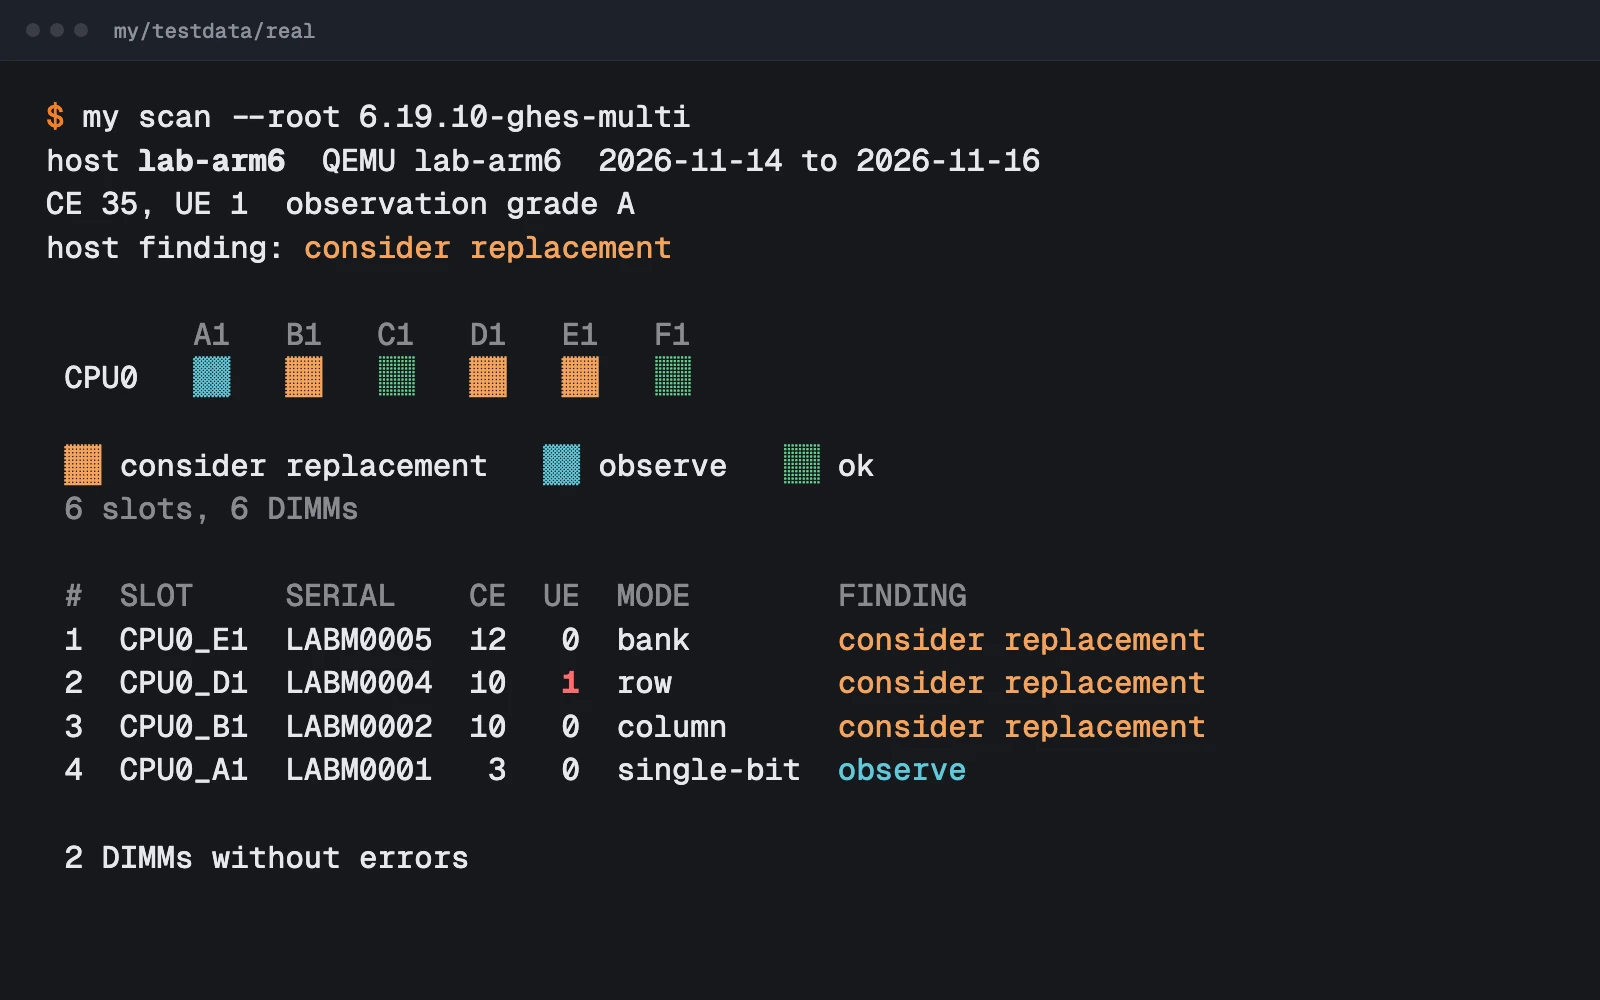 my/testdata/real
$ my scan --root 6.19.10-ghes-multi
host lab-arm6  QEMU lab-arm6  2026-11-14 to 2026-11-16
CE 35, UE 1  observation grade A
host finding: consider replacement
A1   B1   C1   D1   E1   F1
CPU0
consider replacement   observe   ok
6 slots, 6 DIMMs
#  SLOT     SERIAL    CE  UE  MODE        FINDING
1  CPU0_E1  LABM0005  12   0  bank        consider replacement
2  CPU0_D1  LABM0004  10   1  row         consider replacement
3  CPU0_B1  LABM0002  10   0  column      consider replacement
4  CPU0_A1  LABM0001   3   0  single-bit  observe
2 DIMMs without errors